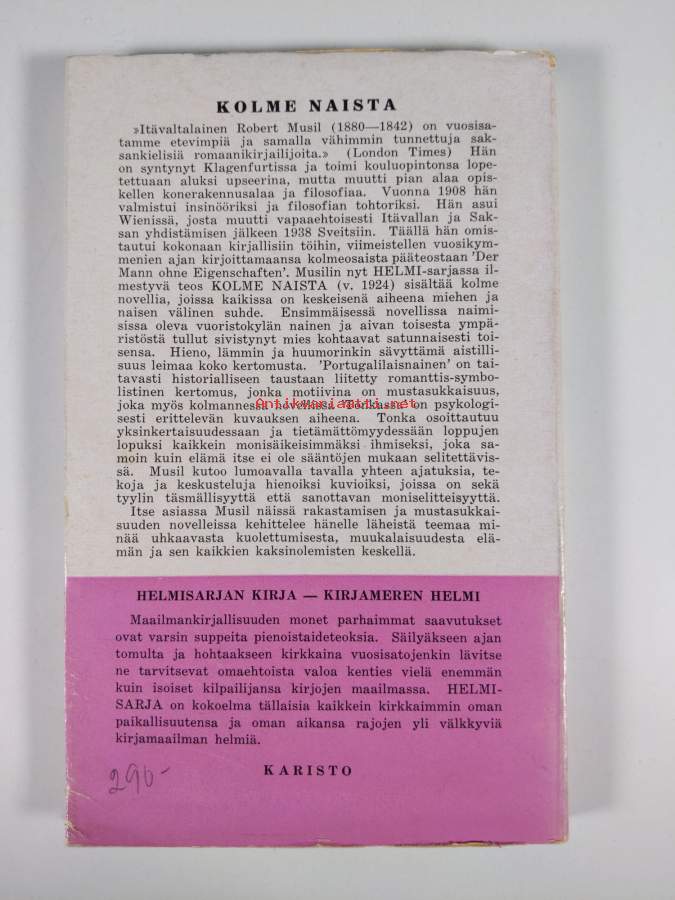 KOLME NAISTA
»Itävaltalainen Robert Musil (1880—1842) on vuosisa-
tamme etevimpiä ja samalla vähimmin tunnettuja sak-
sankielisiä romaanikirjailijoita.» (London Times) Hän
on syntynyt Klagenfurtissa ja toimi kouluopintonsa lope-
tettuaan aluksi upseerina, mutta muutti pian alaa opis-
kellen konerakennusalaa ja filosofiaa. Vuonna 1908 hän
valmistui insinööriksi ja filosofian tohtoriksi. Hän asui
Wienissä, josta muutti vapaaehtoisesti Itävallan ja Sak-
san yhdistämisen jälkeen 1938 Sveitsiin. Täällä hän omis-
tautui kokonaan kirjallisiin töihin, viimeistellen vuosikym-
menien ajan kirjoittamaansa kolmeosaista pääteostaan 'Der
Mann ohne Eigenschaften'. Musilin nyt HELMI-sarjassa il-
mestyvä teos KOLME NAISTA (v. 1924) sisältää kolme
novellia, joissa kaikissa on keskeisenä aiheena miehen ja
naisen välinen suhde. Ensimmäisessä novellissa naimi-
sissa oleva vuoristokylän nainen ja aivan toisesta ympä-
ristöstä tullut sivistynyt mies kohtaavat satunnaisesti toi-
sensa. Hieno, lämmin ja huumorinkin sävyttämä aistilli-
suus leimaa koko kertomusta. 'Portugalilaisnainen' on tai-
tavasti historialliseen taustaan liitetty romanttis-symbo-
listinen kertomus, jonka motiivina on mustasukkaisuus,
joka myös kolmannessa novellissa 'Tonkassa' on psykologi-
Antikvariaatti.net
sesti erittelevän kuvauksen aiheena. Tonka osoittautuu
yksinkertaisuudessaan ja tietämättömyydessään loppujen
lopuksi kaikkein monisäikeisimmäksi ihmiseksi, joka sa-
moin kuin elämä itse ei ole sääntöjen mukaan selitettävis-
sä. Musil kutoo lumoavalla tavalla yhteen ajatuksia, te-
koja ja keskusteluja hienoiksi kuvioiksi, joissa on sekä
tyylin täsmällisyyttä että sanottavan moniselitteisyyttä.
Itse asiassa Musil näissä rakastamisen ja mustasukkai-
suuden novelleissa kehittelee hänelle läheistä teemaa mi-
nää uhkaavasta kuolettumisesta, muukalaisuudesta elä-
män ja sen kaikkien kaksinolemisten keskellä.
HELMISARJAN KIRJA — KIRJAMEREN HELMI
Maailmankirjallisuuden monet parhaimmat saavutukset
ovat varsin suppeita pienoistaideteoksia. Säilyäkseen ajan
tomulta ja hohtaakseen kirkkaina vuosisatojenkin lävitse
ne tarvitsevat omaehtoista valoa kenties vielä enemmän
kuin isoiset kilpailijansa kirjojen maailmassa. HELMI-
SARJA on kokoelma tällaisia kaikkein kirkkaimmin oman
paikallisuutensa ja oman aikansa rajojen yli välkkyviä
kirjamaailman helmiä.
KARISTO
290-